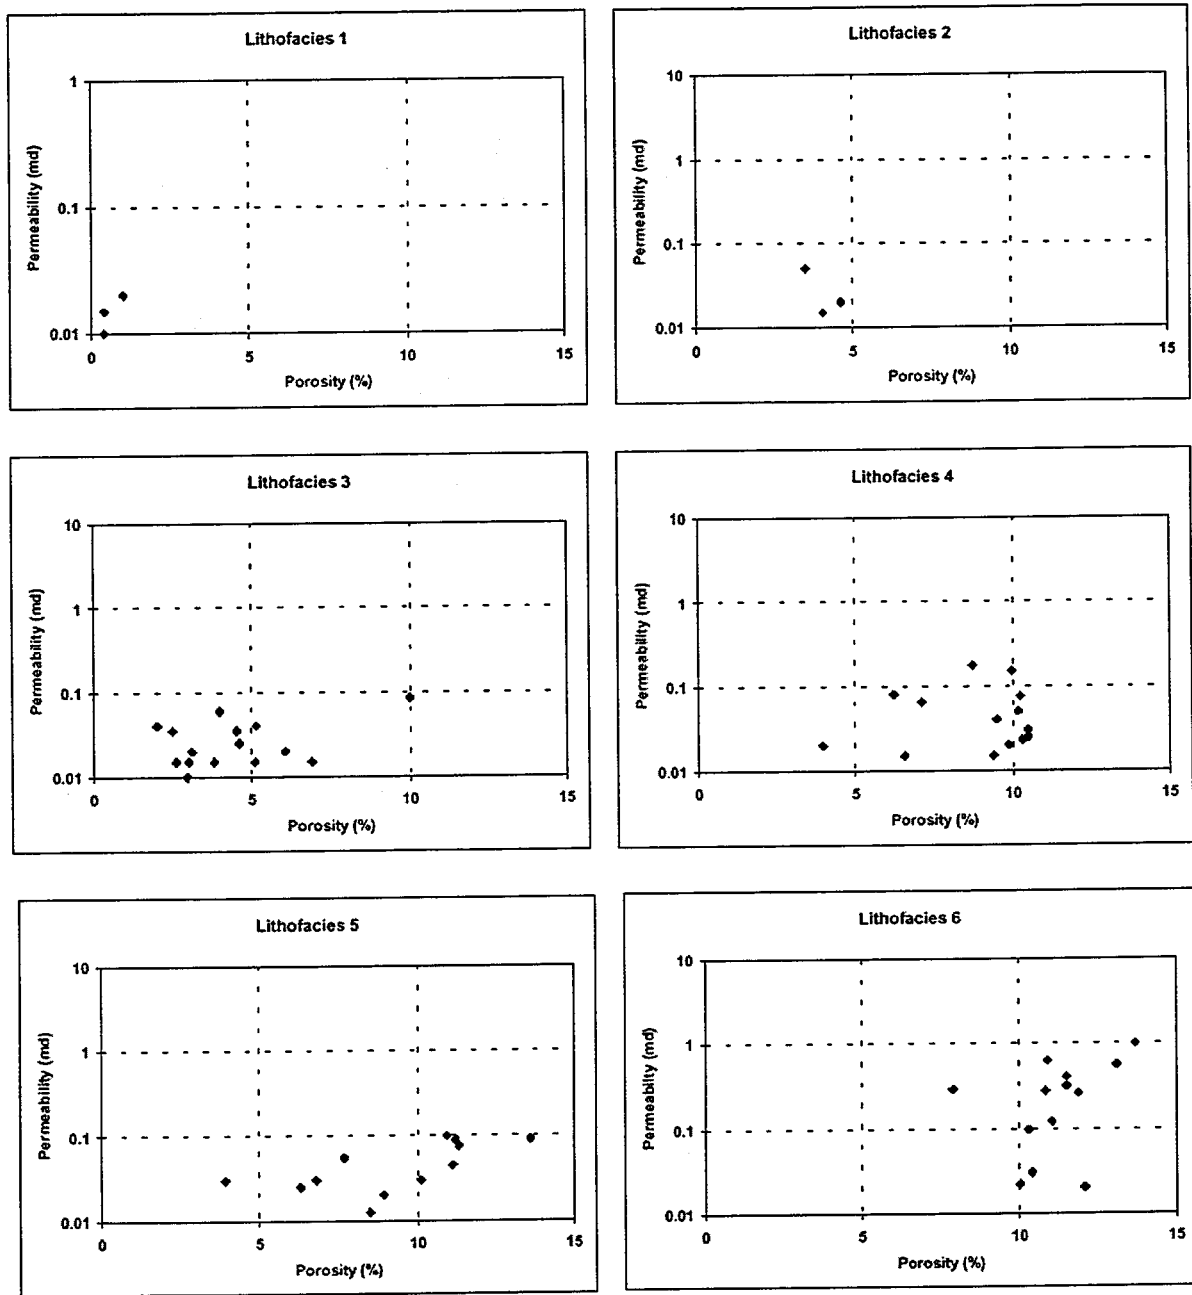 Lithofacies 1
1
0.1
0.01
Permeability (md)
0 5 10 15
Porosity (%)
Lithofacies 2
10
1
0.1
0.01
Permeability (md)
0 5 10 15
Porosity (%)
Lithofacies 3
10
1
0.1
0.01
Permeability (md)
0 5 10 15
Porosity (%)
Lithofacies 4
10
1
0.1
0.01
Permeability (md)
0 5 10 15
Porosity (%)
Lithofacies 5
10
1
0.1
0.01
Permeability (md)
0 5 10 15
Porosity (%)
Lithofacies 6
10
1
0.1
0.01
Permeability (md)
0 5 10 15
Porosity (%)